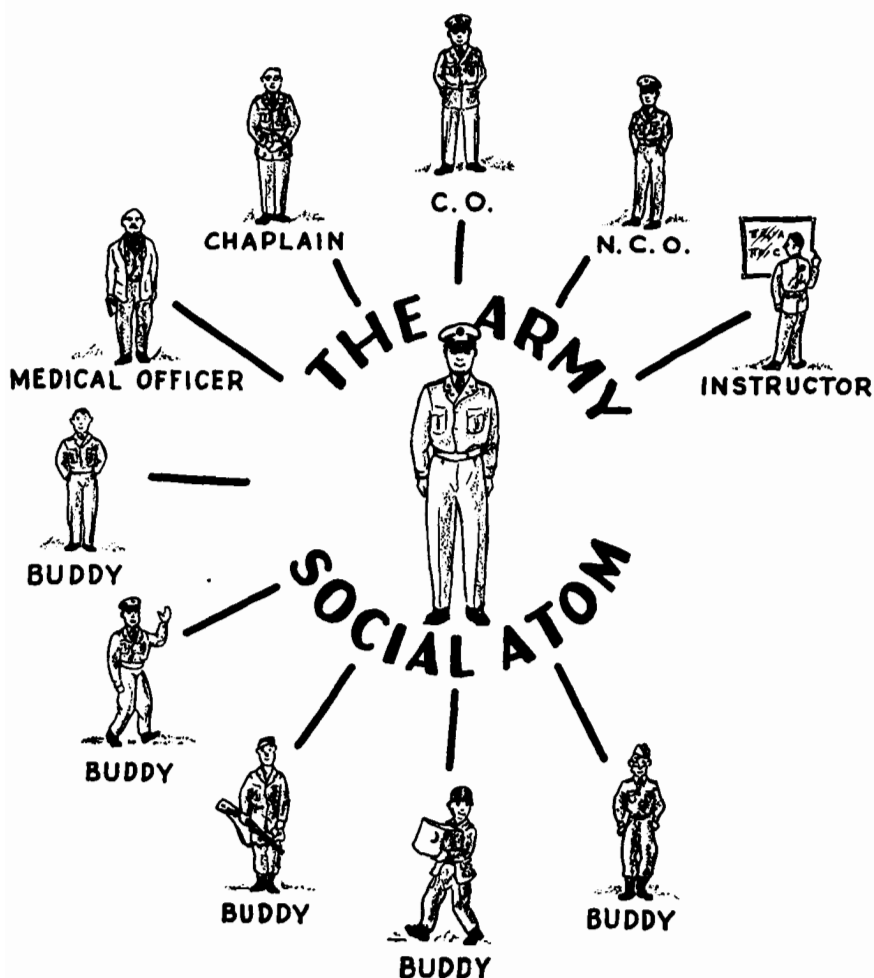 C. O.
CHAPLAIN
N. C. O.
MEDICAL OFFICER
INSTRUCTOR
THE ARMY
SOCIAL ATOM
BUDDY
BUDDY
BUDDY
BUDDY
BUDDY